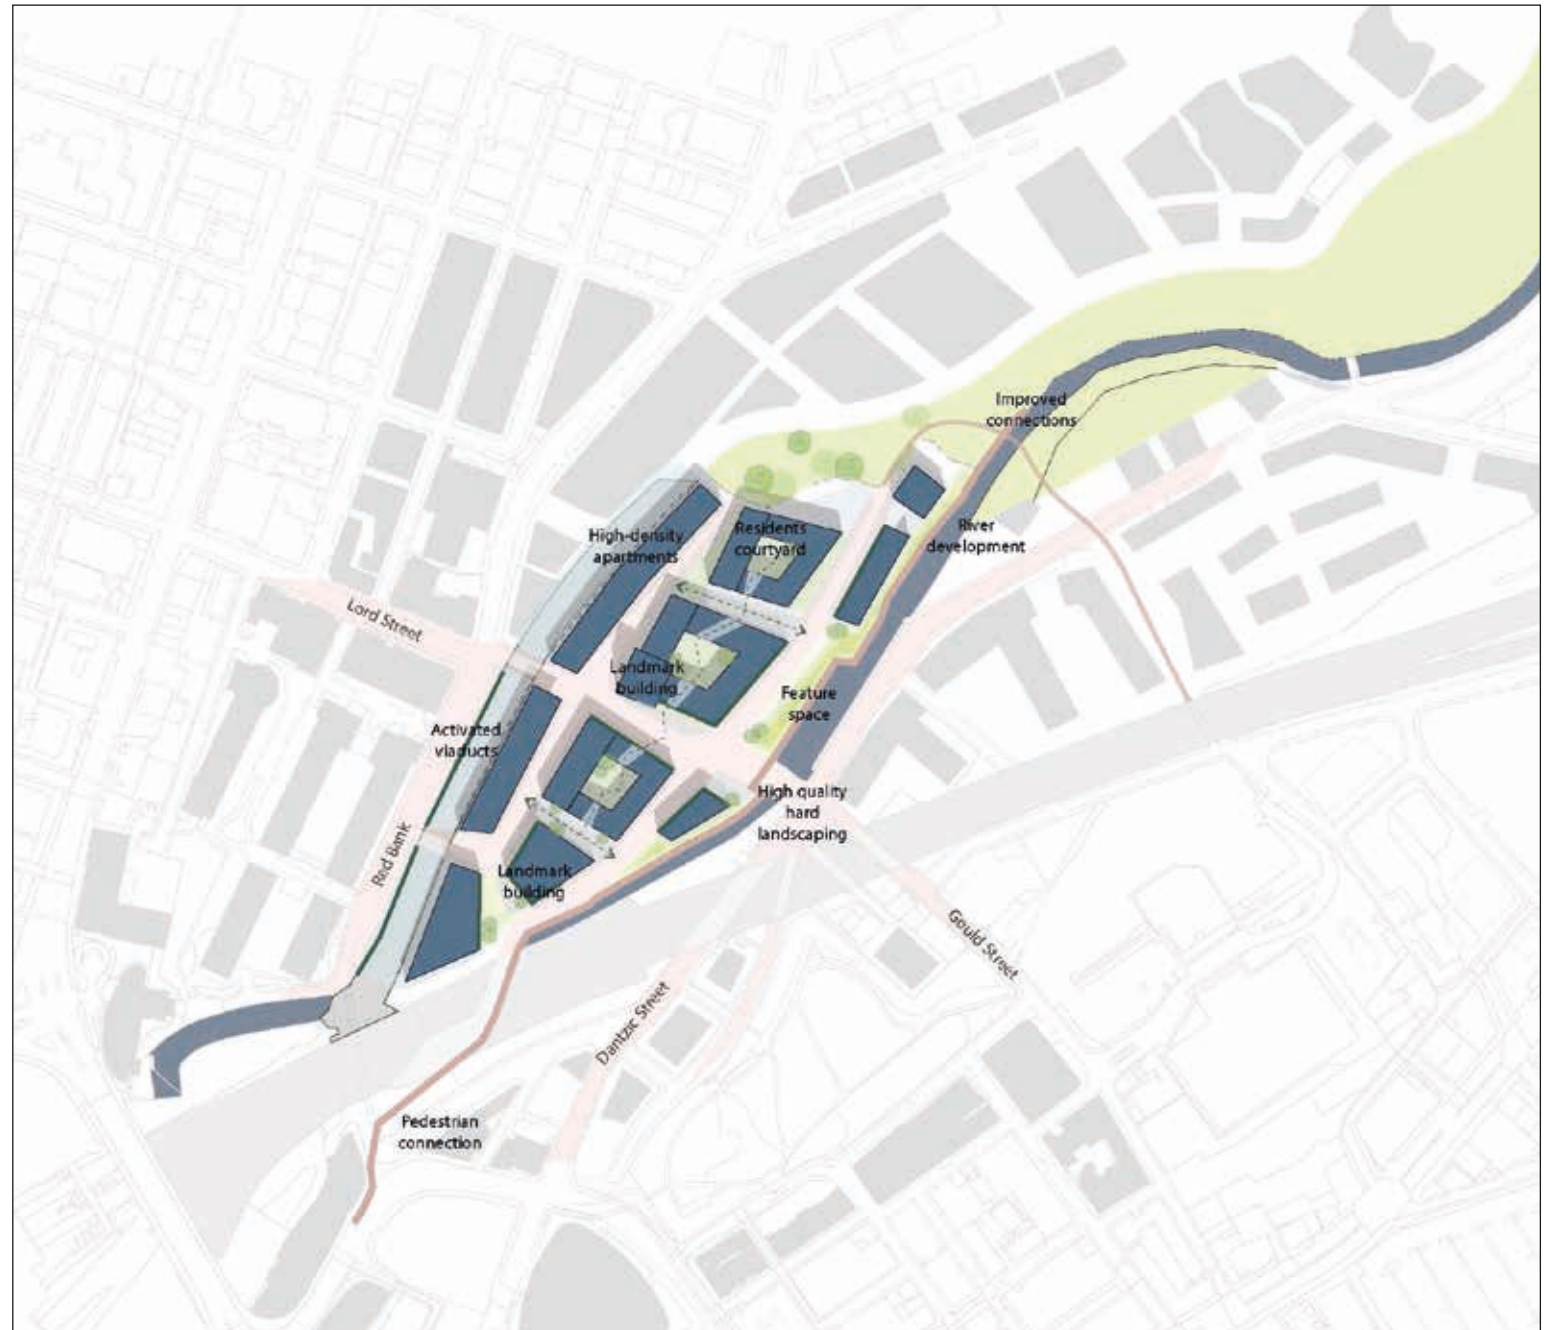 Improved
connections
High-density
apartments
Residents
courtyard
River
development
Lord Street
Landmark
building
Feature
space
Activated
viaducts
High quality
hard
landscaping
Red Bank
Landmark
building
Gould Street
Dantzic Street
Pedestrian
connection